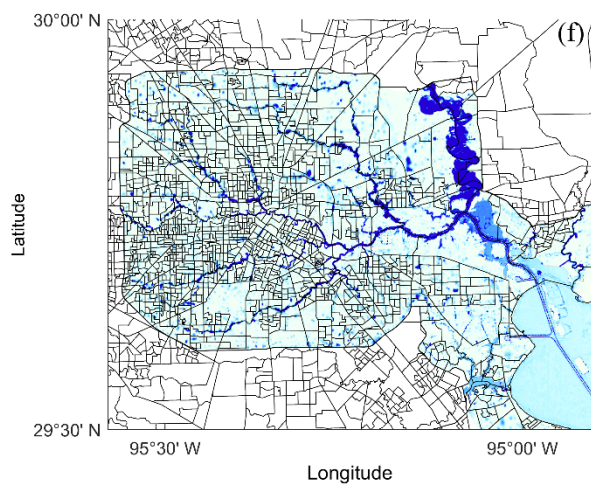 30°00' N
(f)
Latitude
29°30' N
95°30' W
95°00' W
Longitude